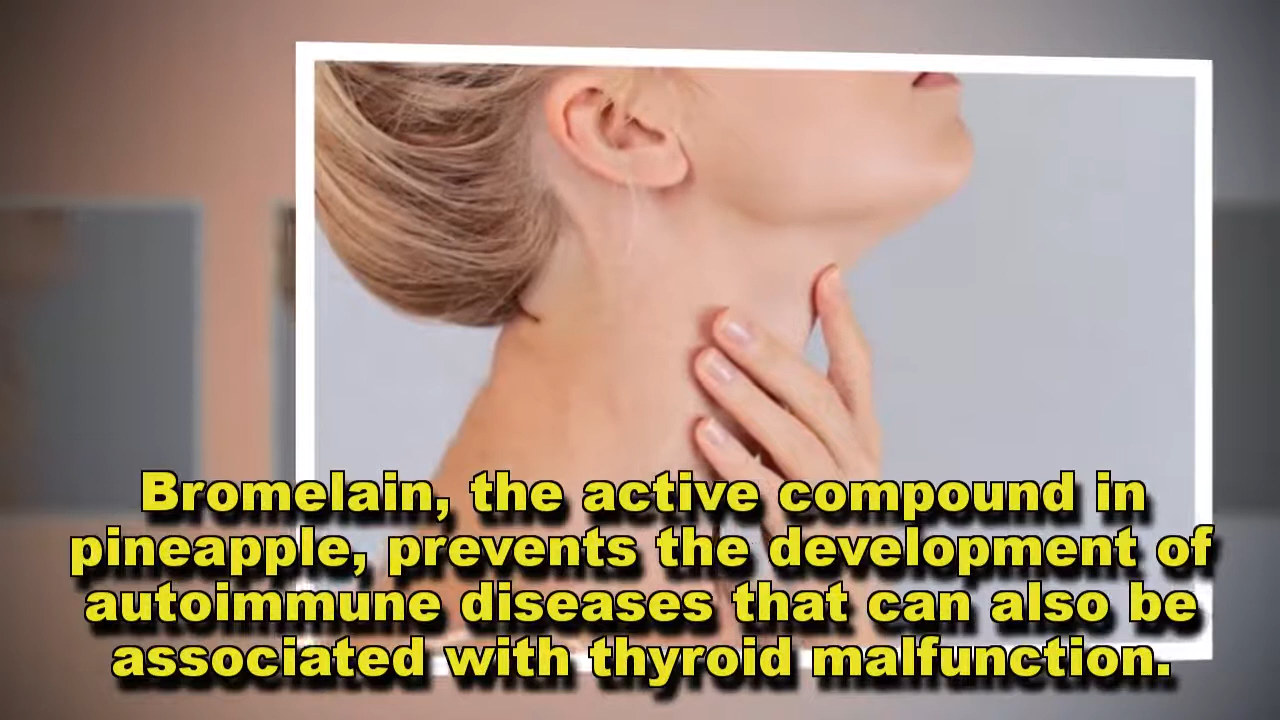 Bromelain, the active compound in
pineapple, prevents the development of
autoimmune diseases that can also be
associated with thyroid malfunction.